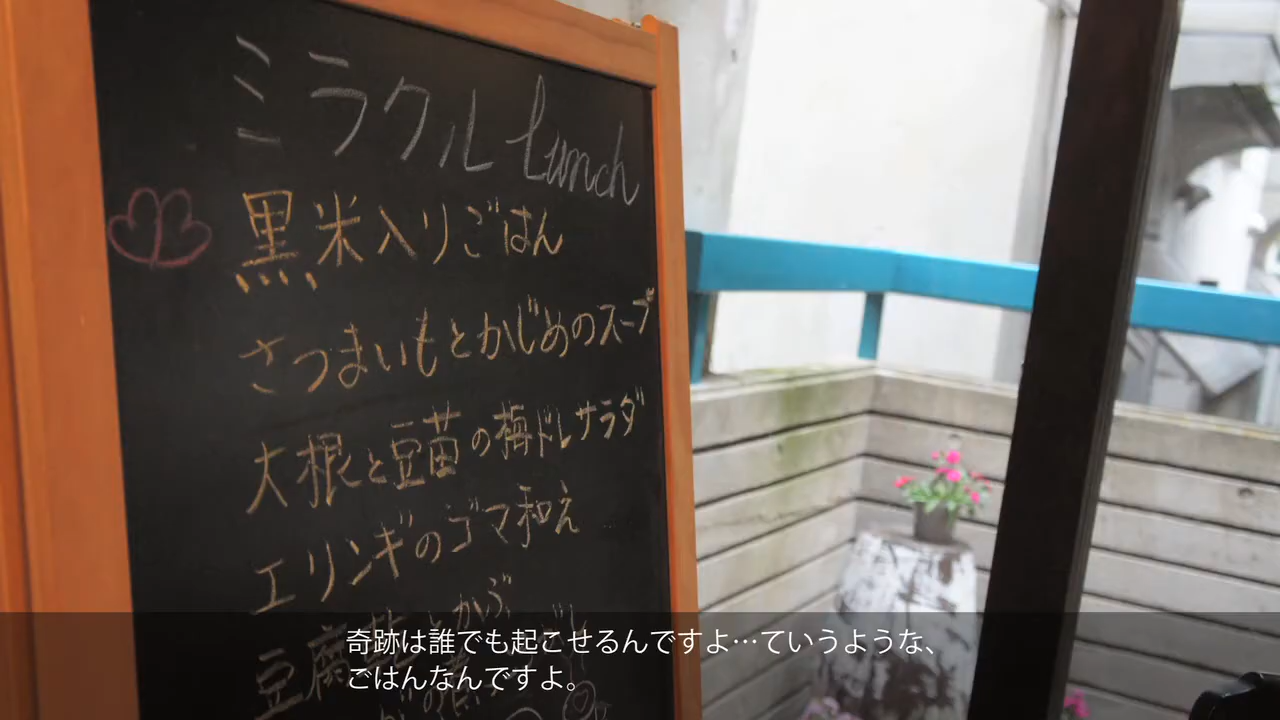 ミラクル Lunch
黒米入りごはん
さつまいもとかじめのスープ
大根と豆苗の梅ドレサラダ
エリンギのゴマ和え
奇跡は誰でも起こせるんですよ…ていうような、
ごはんなんですよ。